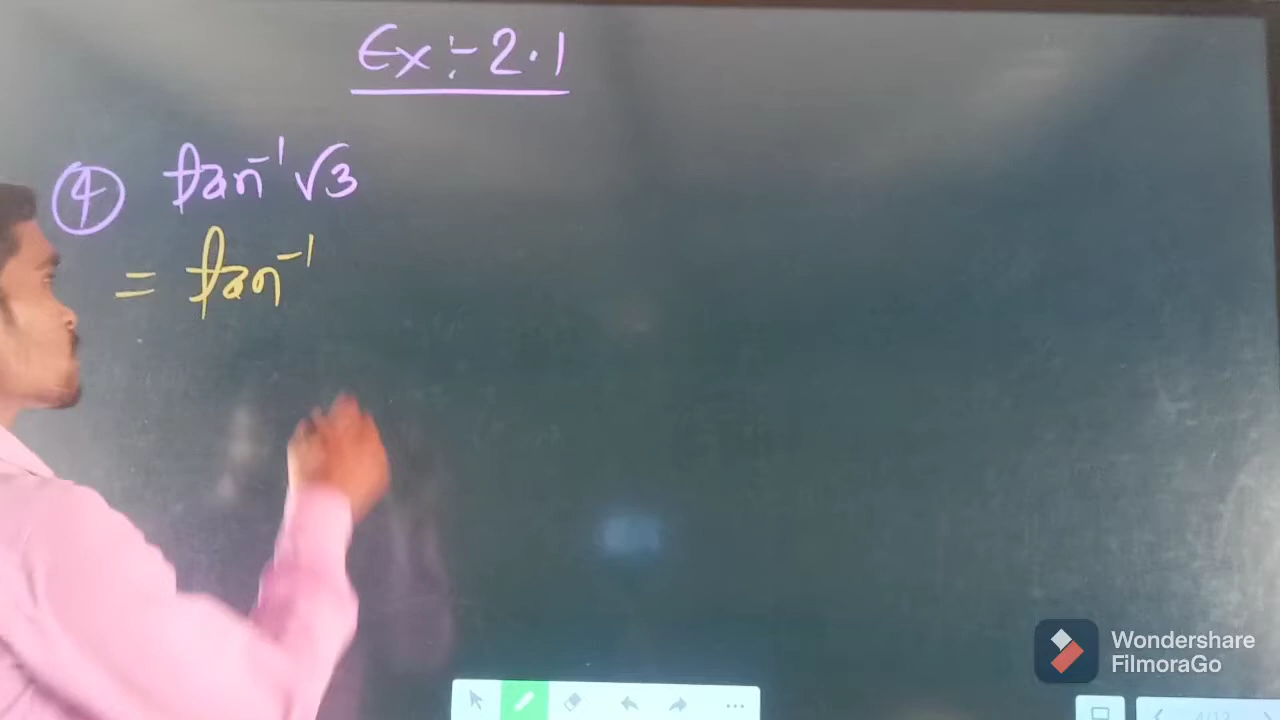 Ex :- 2.1
④ tan⁻¹ √3
= tan⁻¹
Wondershare
FilmoraGo